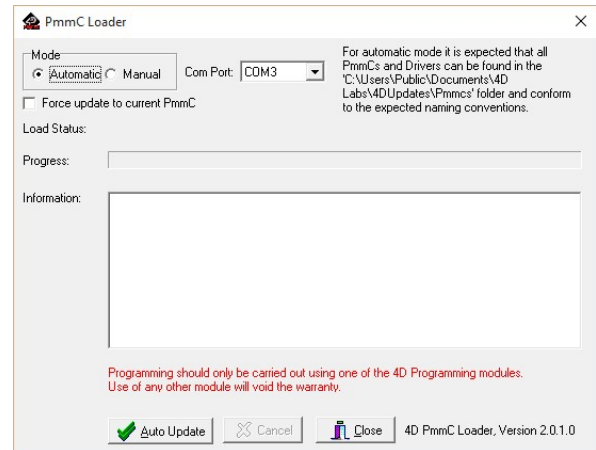 PmmC Loader
Mode
Automatic Manual
Com Port: COM3
For automatic mode it is expected that all
PmmCs and Drivers can be found in the
'C:\Users\Public\Documents\4D
Labs\4DUpdates\Pmmcs' folder and conform
to the expected naming conventions.
Force update to current PmmC
Load Status:
Progress:
Information:
Programming should only be carried out using one of the 4D Programming modules.
Use of any other module will void the warranty.
Auto Update Cancel Close 4D PmmC Loader, Version 2.0.1.0